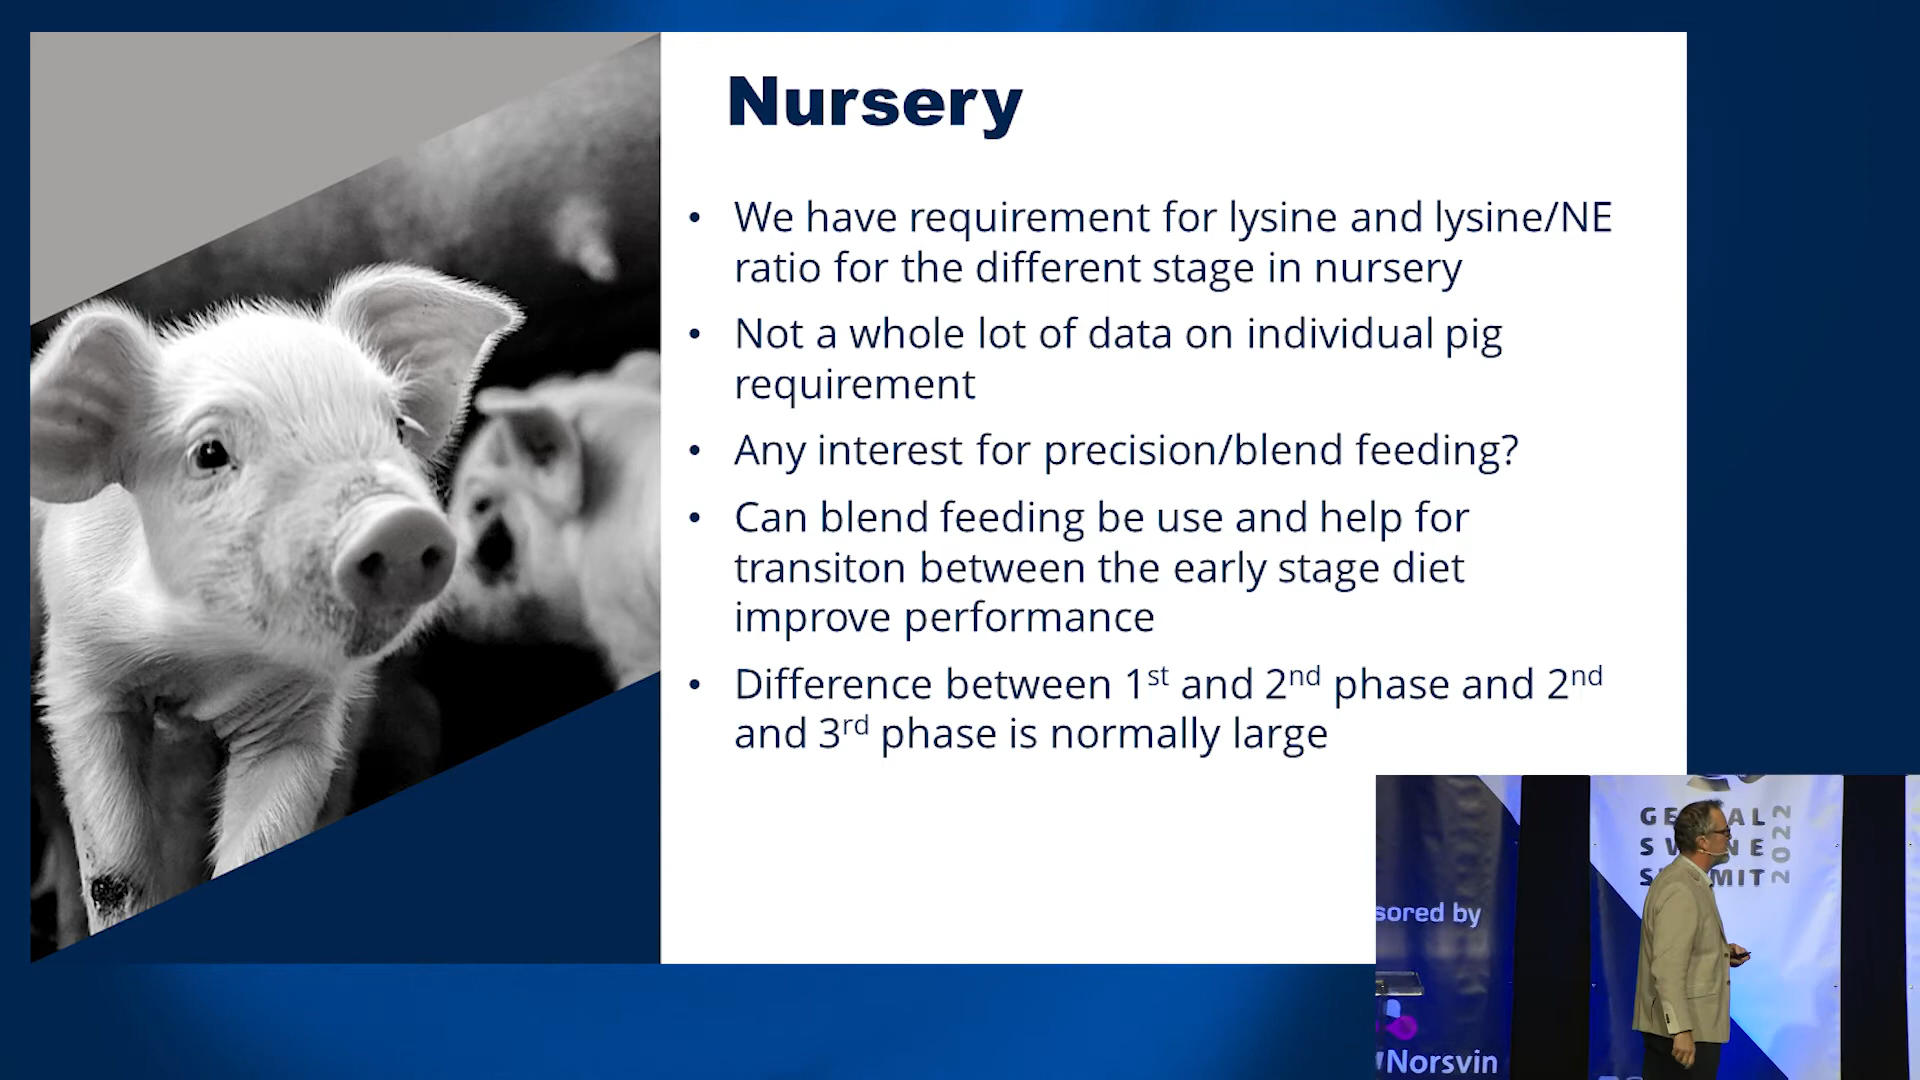 Nursery
• We have requirement for lysine and lysine/NE
ratio for the different stage in nursery
• Not a whole lot of data on individual pig
requirement
• Any interest for precision/blend feeding?
• Can blend feeding be use and help for
transiton between the early stage diet
improve performance
• Difference between 1st and 2nd phase and 2nd
and 3rd phase is normally large
2022
sored by
Norsvin